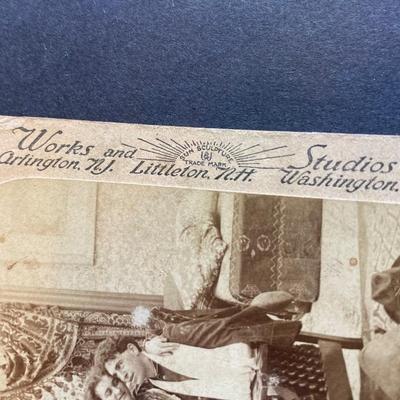 Works and Studios
Arlington, N.J. Littleton, N.H. Washington.
SUN SCULPTURE
U&U
TRADE MARK